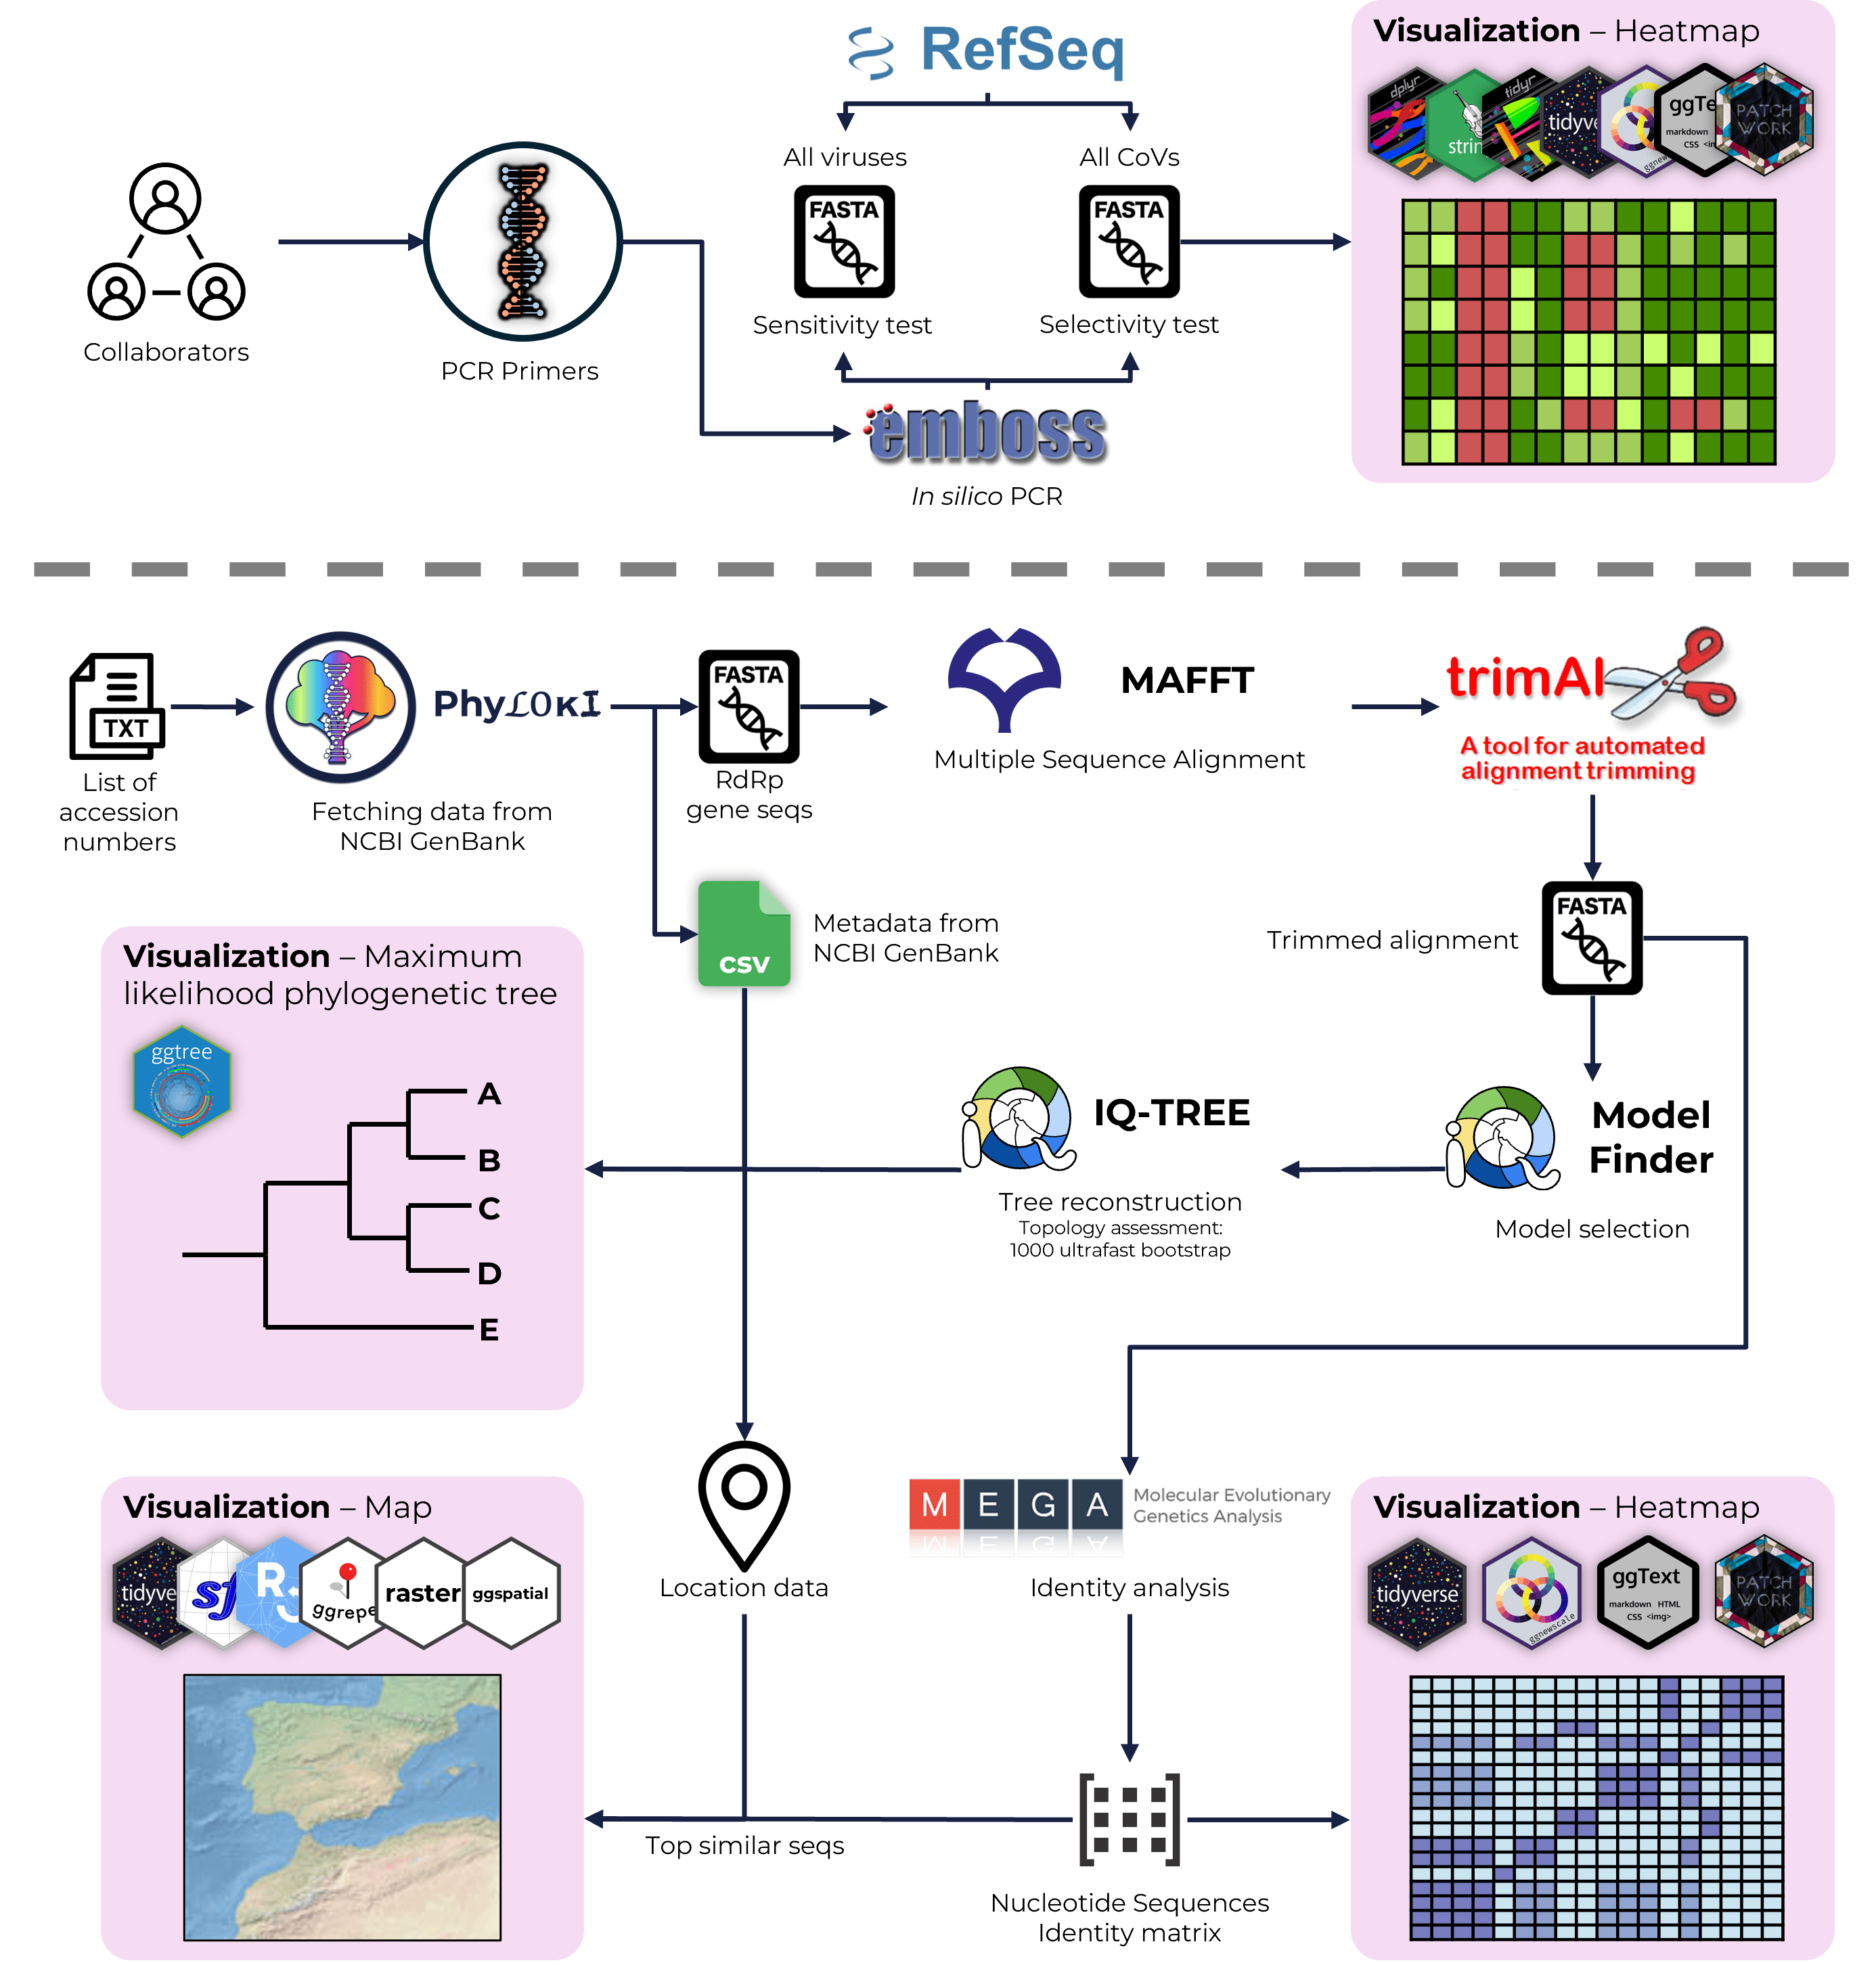 RefSeq
All viruses
All CoVs
FASTA
FASTA
Sensitivity test
Selectivity test
Collaborators
PCR Primers
emboss
In silico PCR
Visualization – Heatmap
dplyr
strin
tidyr
tidyve
ggnew
ggTe
markdown
CSS <in
PATCH
WORK
TXT
List of
accession
numbers
PhyLOKI
Fetching data from
NCBI GenBank
FASTA
RdRp
gene seqs
MAFFT
Multiple Sequence Alignment
trimAl
A tool for automated
alignment trimming
CSV
Metadata from
NCBI GenBank
Trimmed alignment
FASTA
Visualization – Maximum
likelihood phylogenetic tree
ggtree
A
B
C
D
E
IQ-TREE
Tree reconstruction
Topology assessment:
1000 ultrafast bootstrap
Model
Finder
Model selection
Visualization – Map
tidyve
sf
R
ggrepe
raster
ggspatial
Location data
MEGA
Molecular Evolutionary
Genetics Analysis
Identity analysis
Top similar seqs
Nucleotide Sequences
Identity matrix
Visualization – Heatmap
tidyverse
ggnewscale
ggText
markdown HTML
CSS <img>
PATCH
WORK